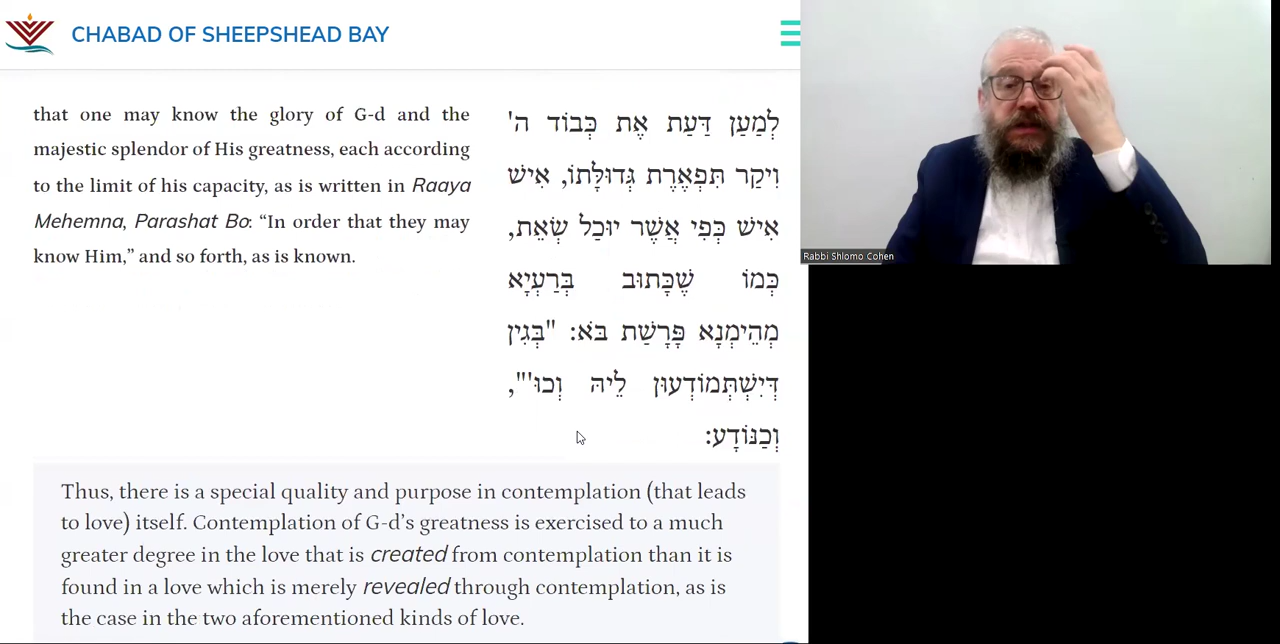 CHABAD OF SHEEPSHEAD BAY
that one may know the glory of G-d and the
majestic splendor of His greatness, each according
to the limit of his capacity, as is written in Raaya
Mehemna, Parashat Bo: “In order that they may
know Him,” and so forth, as is known.
לְמַעַן דַּעַת אֶת כְּבוֹד ה'
וִיקַר תִּפְאֶרֶת גְּדוּלָּתוֹ, אִישׁ
אִישׁ כְּפִי אֲשֶׁר יוּכַל שְׂאֵת,
כְּמוֹ שֶׁכָּתוּב בְּרַעְיָא
מְהֵימְנָא פָּרָשַׁת בֹּא: "בְּגִין
דְּיִשְׁתְּמוֹדְעוּן לֵיהּ וְכוּ'",
וְכַנּוֹדָע:
Thus, there is a special quality and purpose in contemplation (that leads
to love) itself. Contemplation of G-d’s greatness is exercised to a much
greater degree in the love that is created from contemplation than it is
found in a love which is merely revealed through contemplation, as is
the case in the two aforementioned kinds of love.
Rabbi Shlomo Cohen